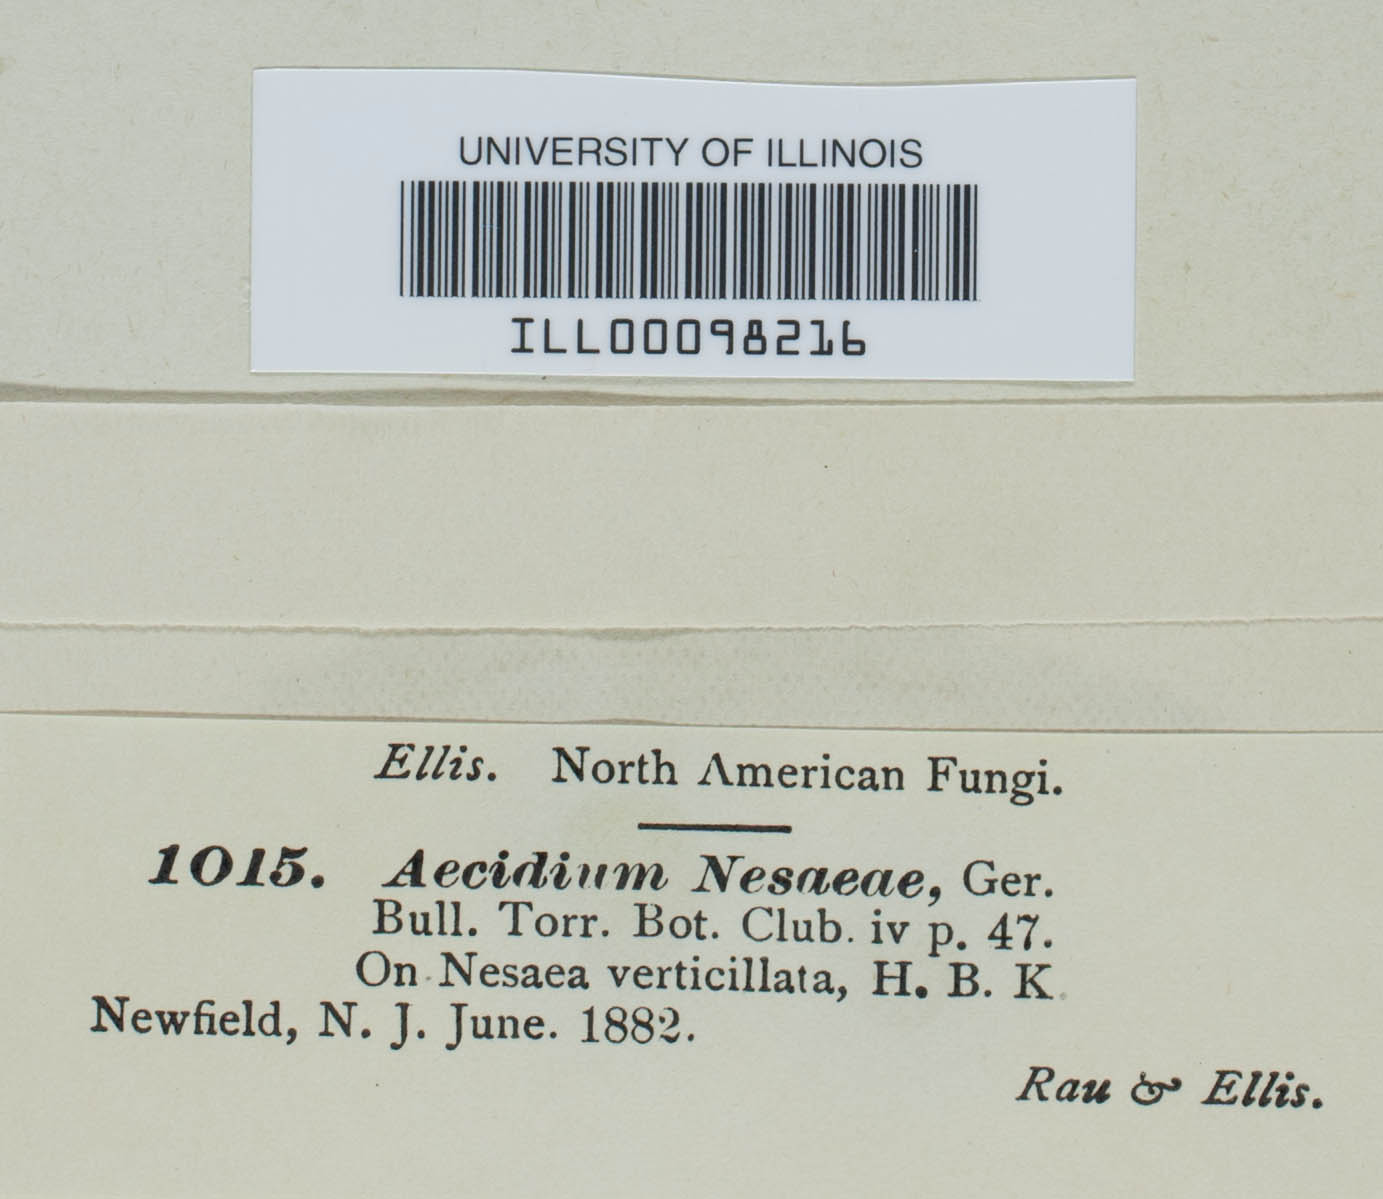 UNIVERSITY OF ILLINOIS
ILL00098216
Ellis. North American Fungi.
1015. Aecidium Nesaeae, Ger.
Bull. Torr. Bot. Club. iv p. 47.
On Nesaea verticillata, H. B. K.
Newfield, N. J. June. 1882.
Rau & Ellis.